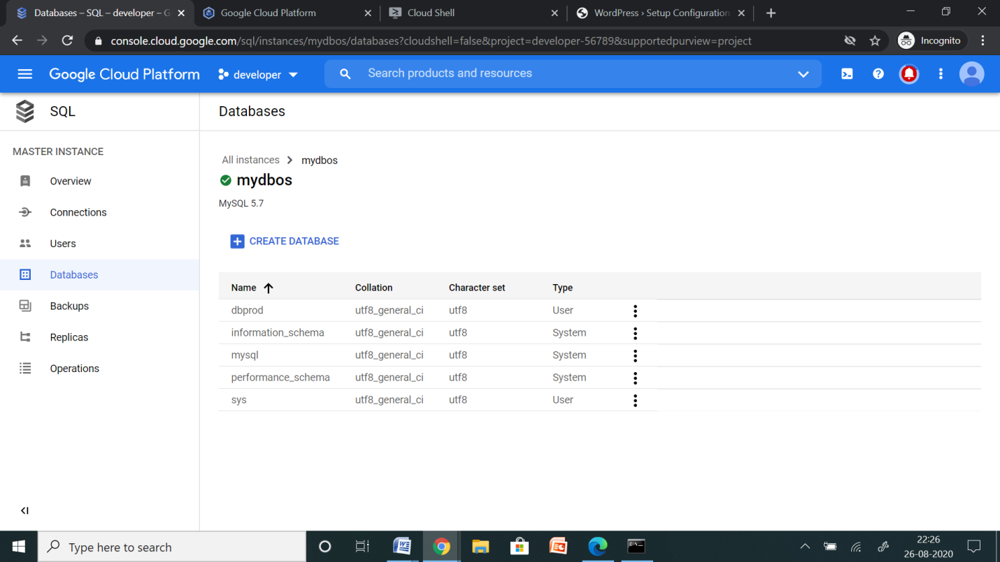 Databases – SQL – developer – G
Google Cloud Platform
Cloud Shell
WordPress › Setup Configuration
console.cloud.google.com/sql/instances/mydbos/databases?cloudshell=false&project=developer-56789&supportedpurview=project
Incognito
Google Cloud Platform
developer
Search products and resources
SQL
Databases
MASTER INSTANCE
Overview
Connections
Users
Databases
Backups
Replicas
Operations
All instances > mydbos
mydbos
MySQL 5.7
CREATE DATABASE
Name Collation Character set Type
dbprod utf8_general_ci utf8 User
information_schema utf8_general_ci utf8 System
mysql utf8_general_ci utf8 System
performance_schema utf8_general_ci utf8 System
sys utf8_general_ci utf8 User
Type here to search
22:26
26-08-2020